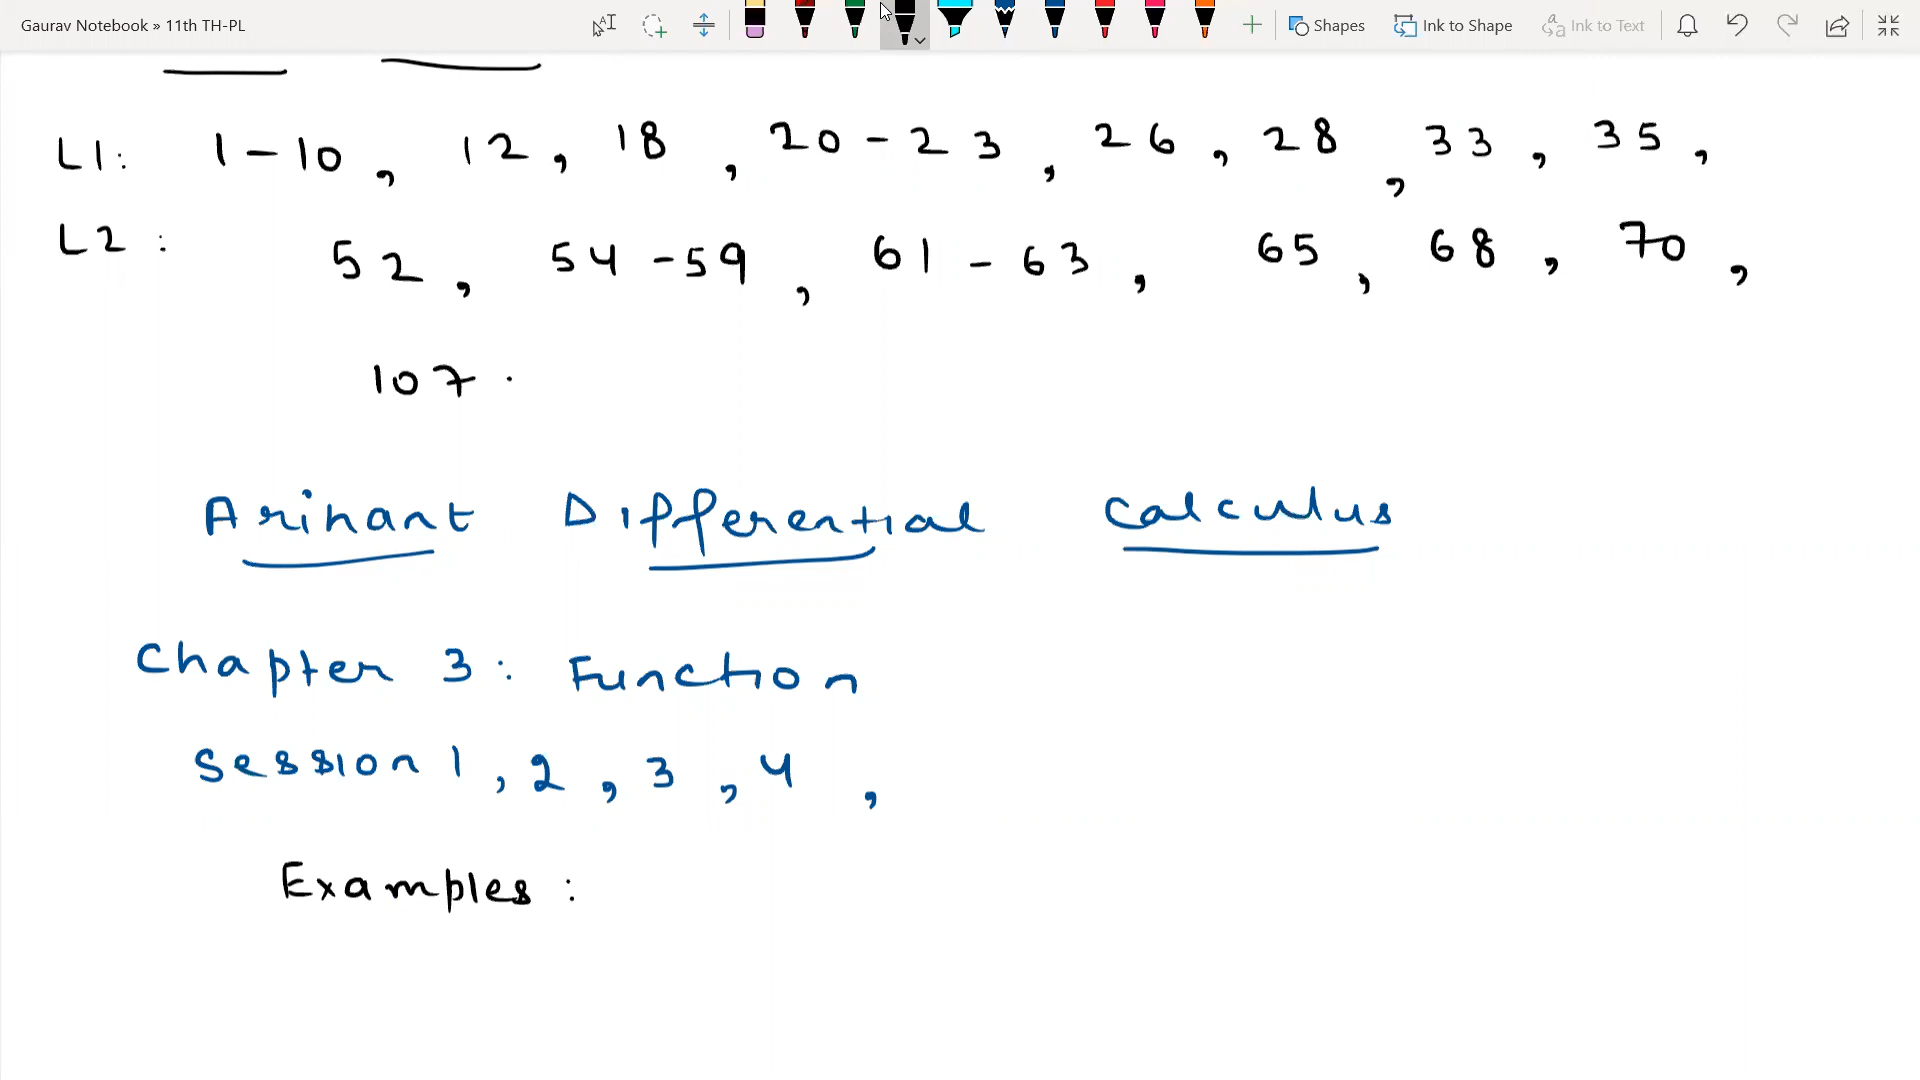 Gaurav Notebook » 11th TH-PL
Shapes
Ink to Shape
Ink to Text
L1: 1-10, 12, 18, 20-23, 26, 28, 33, 35,
L2: 52, 54-59, 61-63, 65, 68, 70,
107.
Arihant Differential Calculus
Chapter 3: Function
Session 1, 2, 3, 4,
Examples: